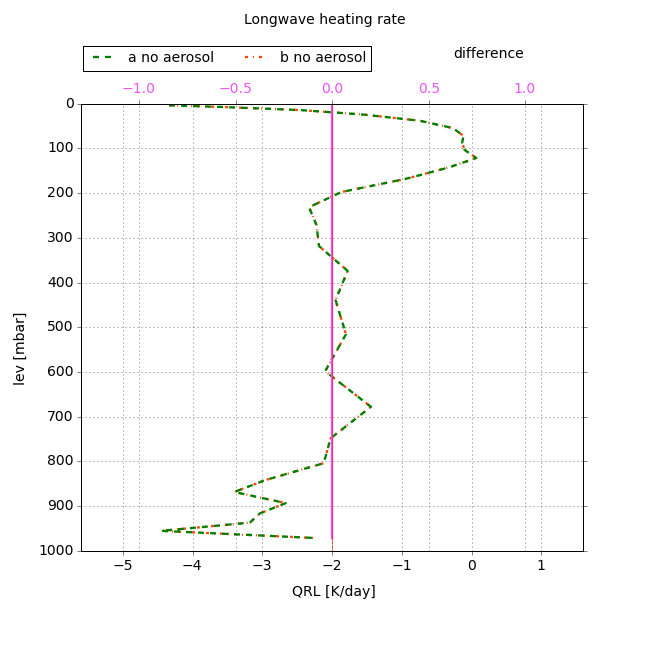 Longwave heating rate
a no aerosol b no aerosol difference
−1.0 −0.5 0.0 0.5 1.0
0
100
200
300
400
500
600
700
800
900
1000
lev [mbar]
−5 −4 −3 −2 −1 0 1
QRL [K/day]